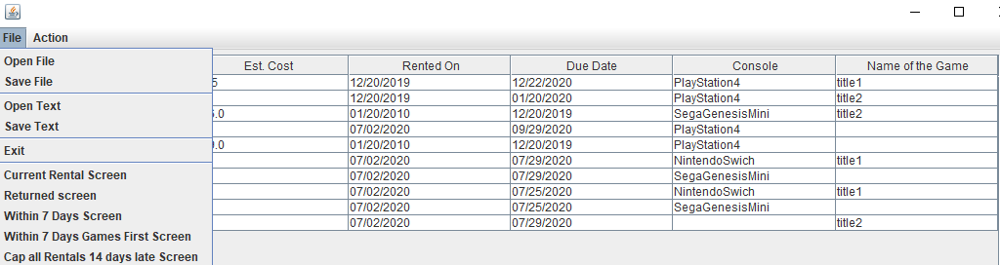 File Action
Open File
Save File
Open Text
Save Text
Exit
Current Rental Screen
Returned screen
Within 7 Days Screen
Within 7 Days Games First Screen
Cap all Rentals 14 days late Screen
Est. Cost Rented On Due Date Console Name of the Game
5 12/20/2019 12/22/2020 PlayStation4 title1
12/20/2019 01/20/2020 PlayStation4 title2
.0 01/20/2010 12/20/2019 SegaGenesisMini title2
07/02/2020 09/29/2020 PlayStation4
.0 01/20/2010 12/20/2019 PlayStation4
07/02/2020 07/29/2020 NintendoSwich title1
07/02/2020 07/29/2020 SegaGenesisMini
07/02/2020 07/25/2020 NintendoSwich title1
07/02/2020 07/25/2020 SegaGenesisMini
07/02/2020 07/29/2020 title2